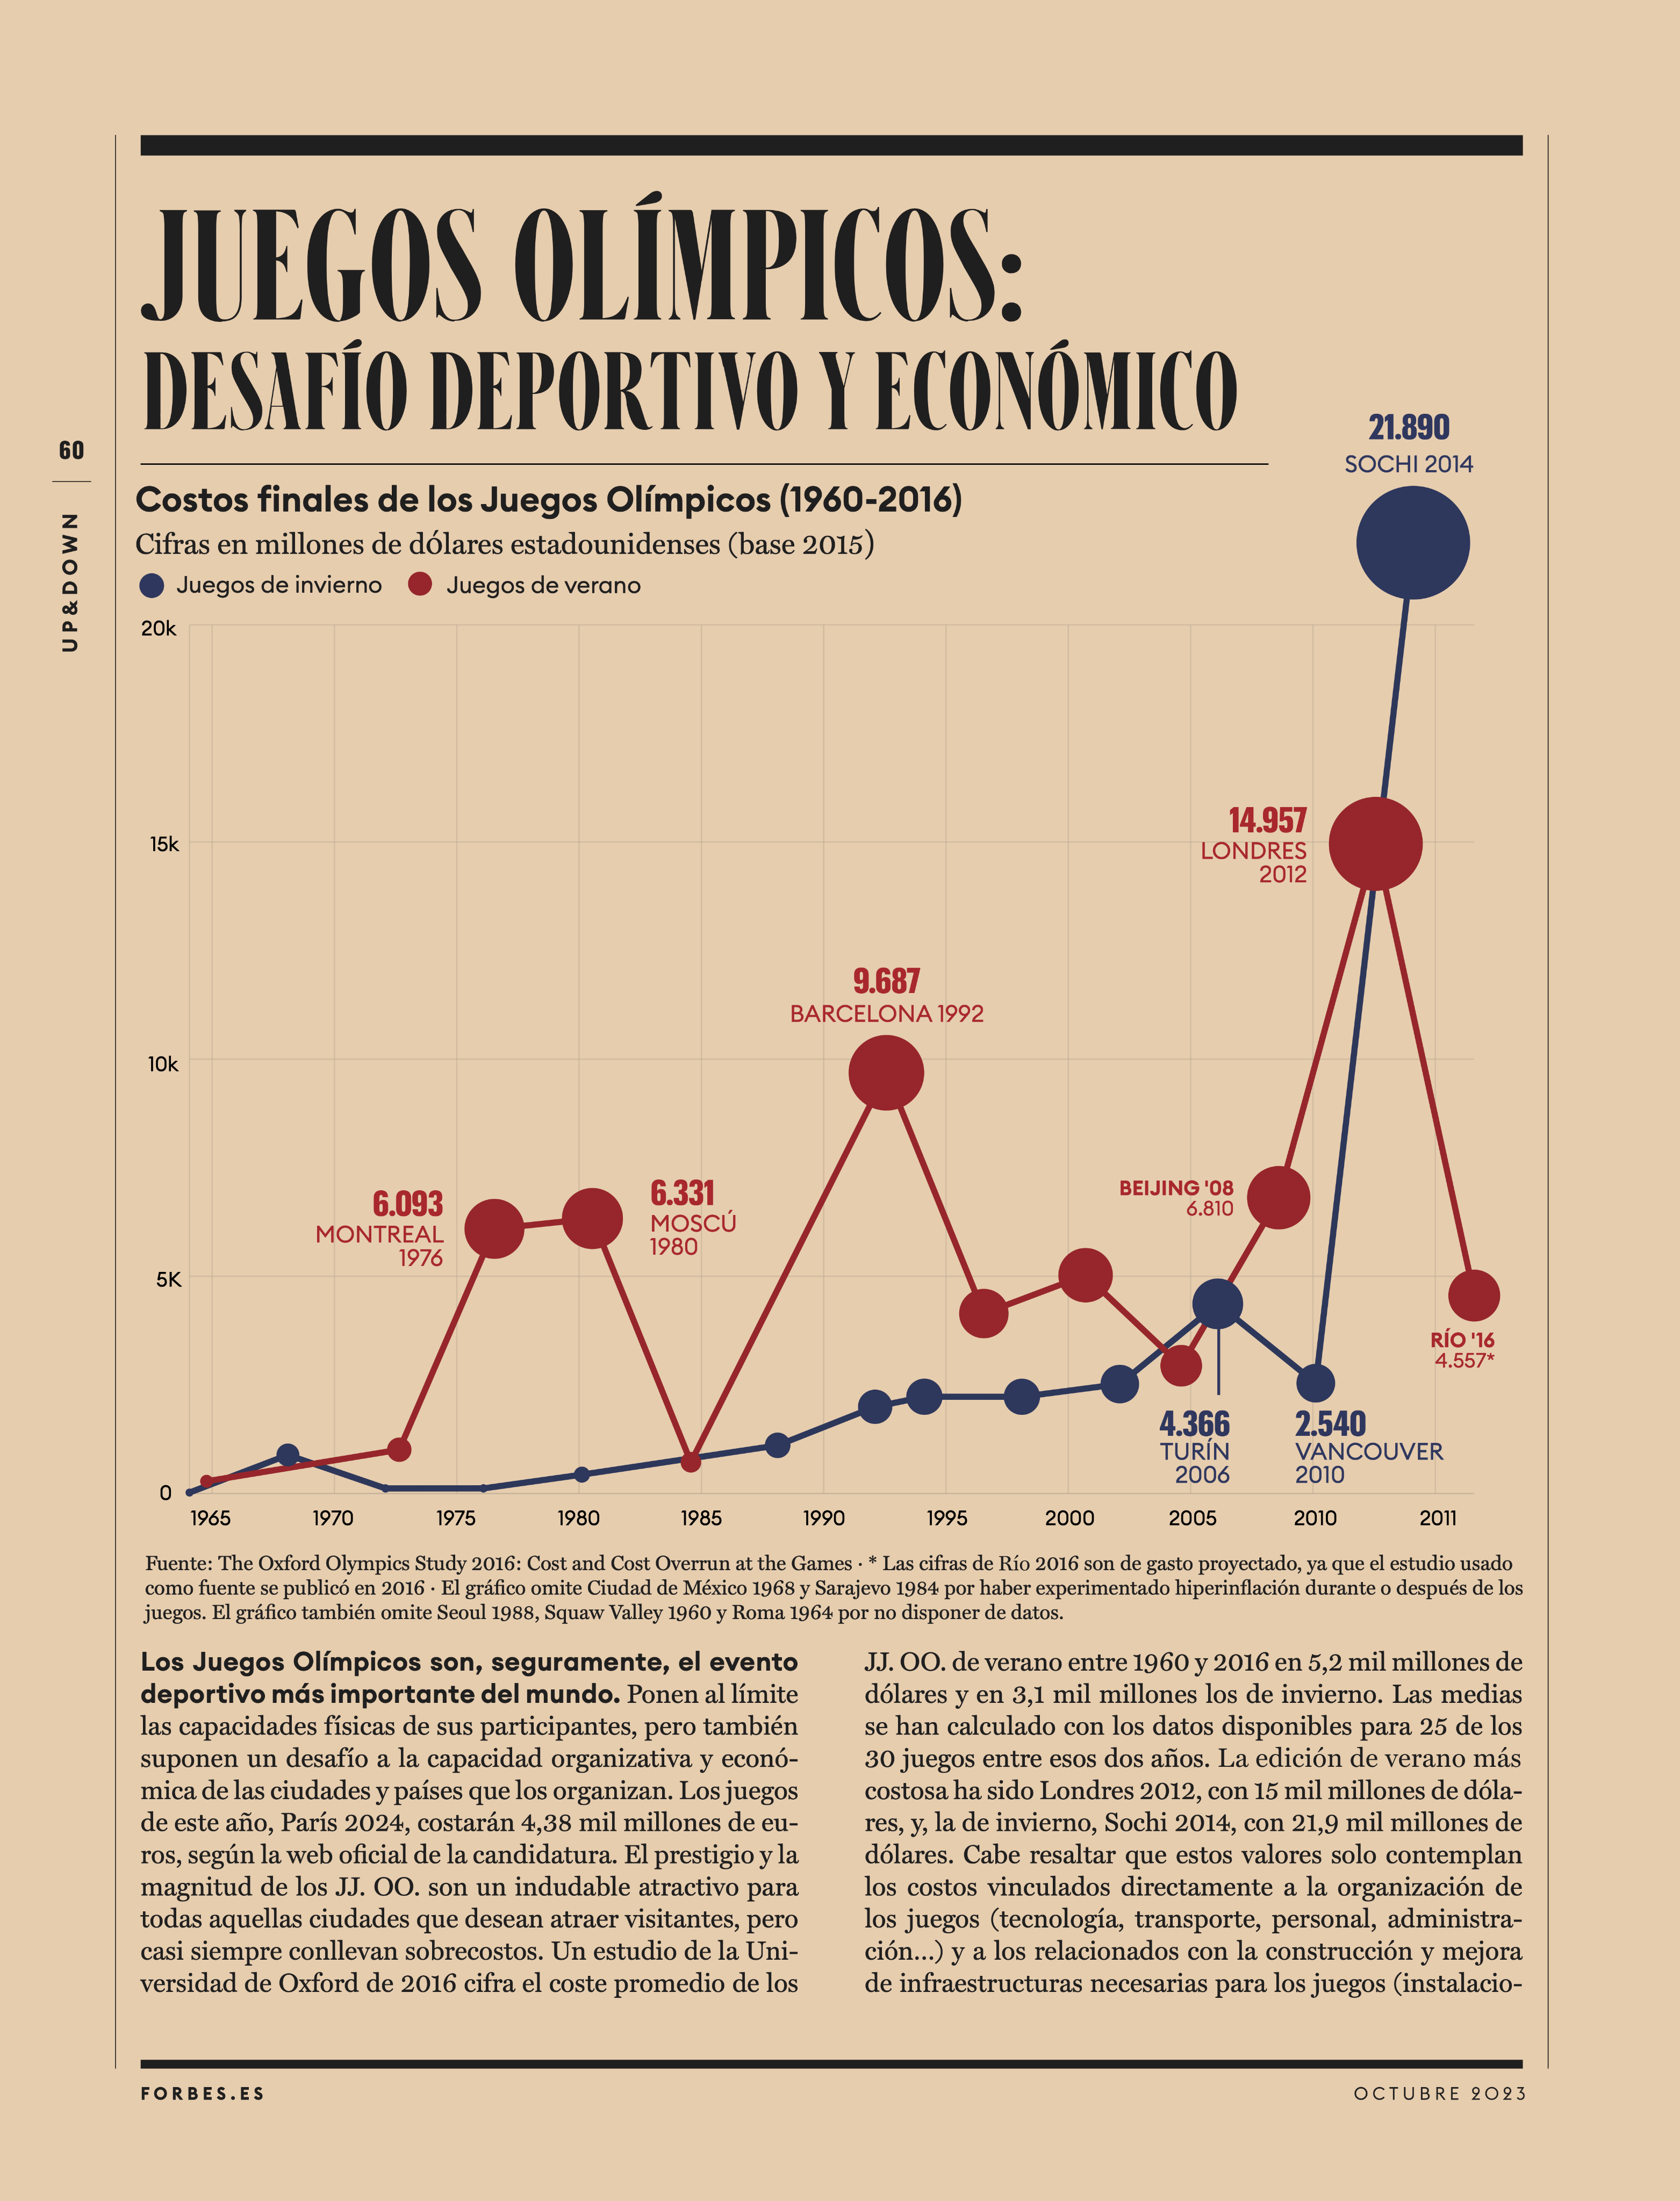 JUEGOS OLÍMPICOS:
DESAFÍO DEPORTIVO Y ECONÓMICO
60
UP&DOWN
Costos finales de los Juegos Olímpicos (1960-2016)
Cifras en millones de dólares estadounidenses (base 2015)
Juegos de invierno
Juegos de verano
21.890
SOCHI 2014
20k
15k
10k
5K
0
14.957
LONDRES
2012
9.687
BARCELONA 1992
6.093
MONTREAL
1976
6.331
MOSCÚ
1980
BEIJING '08
6.810
RÍO '16
4.557*
4.366
TURÍN
2006
2.540
VANCOUVER
2010
1965
1970
1975
1980
1985
1990
1995
2000
2005
2010
2011
Fuente: The Oxford Olympics Study 2016: Cost and Cost Overrun at the Games · * Las cifras de Río 2016 son de gasto proyectado, ya que el estudio usado
como fuente se publicó en 2016 · El gráfico omite Ciudad de México 1968 y Sarajevo 1984 por haber experimentado hiperinflación durante o después de los
juegos. El gráfico también omite Seoul 1988, Squaw Valley 1960 y Roma 1964 por no disponer de datos.
Los Juegos Olímpicos son, seguramente, el evento
deportivo más importante del mundo. Ponen al límite
las capacidades físicas de sus participantes, pero también
suponen un desafío a la capacidad organizativa y econó-
mica de las ciudades y países que los organizan. Los juegos
de este año, París 2024, costarán 4,38 mil millones de eu-
ros, según la web oficial de la candidatura. El prestigio y la
magnitud de los JJ. OO. son un indudable atractivo para
todas aquellas ciudades que desean atraer visitantes, pero
casi siempre conllevan sobrecostos. Un estudio de la Uni-
versidad de Oxford de 2016 cifra el coste promedio de los
JJ. OO. de verano entre 1960 y 2016 en 5,2 mil millones de
dólares y en 3,1 mil millones los de invierno. Las medias
se han calculado con los datos disponibles para 25 de los
30 juegos entre esos dos años. La edición de verano más
costosa ha sido Londres 2012, con 15 mil millones de dóla-
res, y, la de invierno, Sochi 2014, con 21,9 mil millones de
dólares. Cabe resaltar que estos valores solo contemplan
los costos vinculados directamente a la organización de
los juegos (tecnología, transporte, personal, administra-
ción...) y a los relacionados con la construcción y mejora
de infraestructuras necesarias para los juegos (instalacio-
FORBES.ES
OCTUBRE 2023